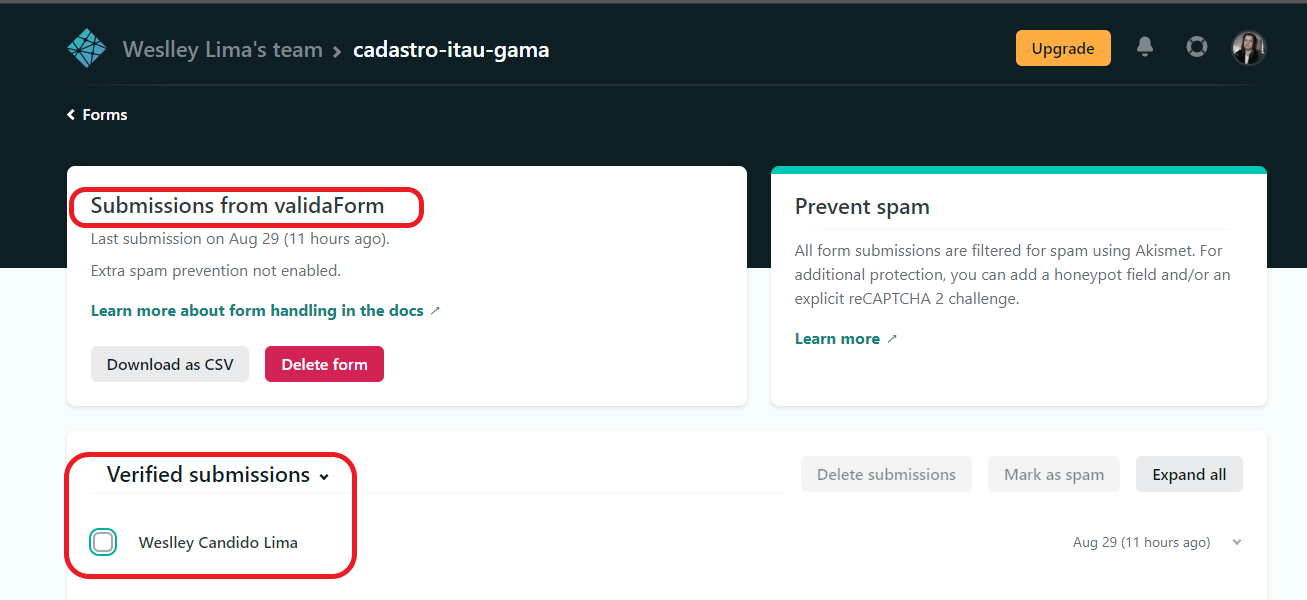 Weslley Lima's team > cadastro-itau-gama
Upgrade
Forms
Submissions from validaForm
Last submission on Aug 29 (11 hours ago).
Extra spam prevention not enabled.
Learn more about form handling in the docs ↗
Download as CSV
Delete form
Prevent spam
All form submissions are filtered for spam using Akismet. For
additional protection, you can add a honeypot field and/or an
explicit reCAPTCHA 2 challenge.
Learn more ↗
Verified submissions
Delete submissions
Mark as spam
Expand all
Weslley Candido Lima
Aug 29 (11 hours ago)